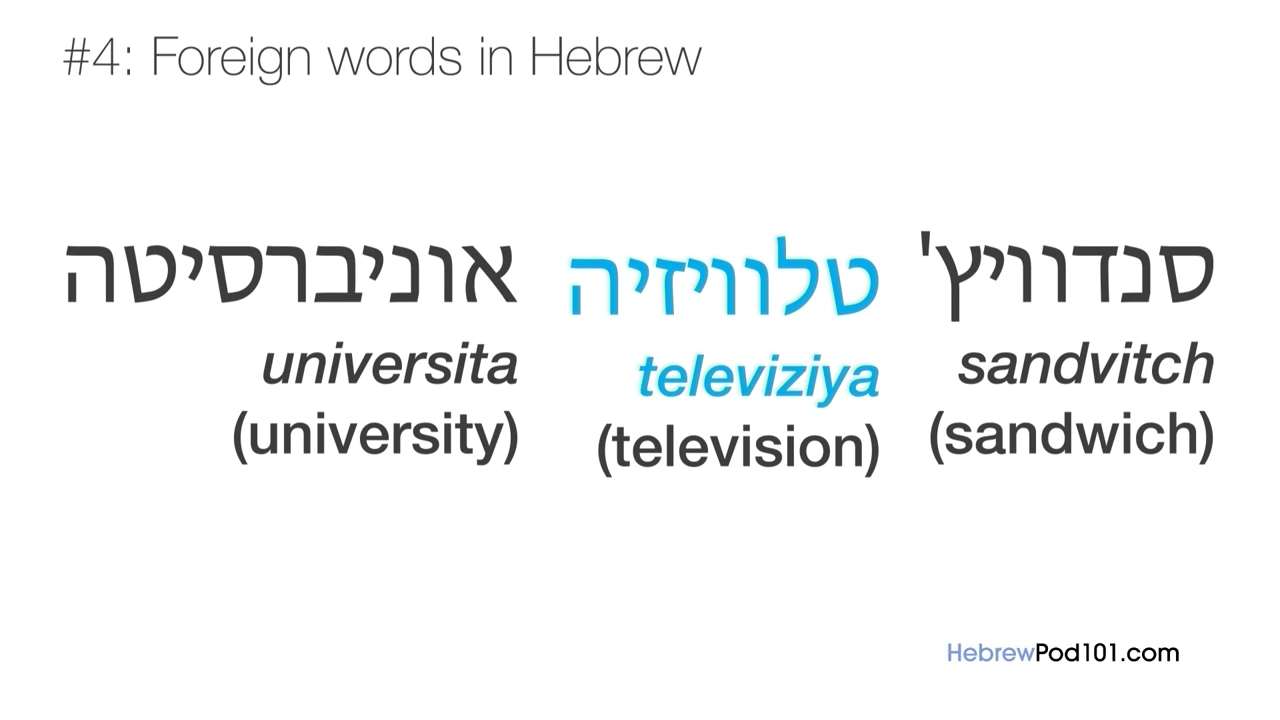 #4: Foreign words in Hebrew
סנדוויץ'
sandvitch
(sandwich)
טלוויזיה
televiziya
(television)
אוניברסיטה
universita
(university)
HebrewPod101.com